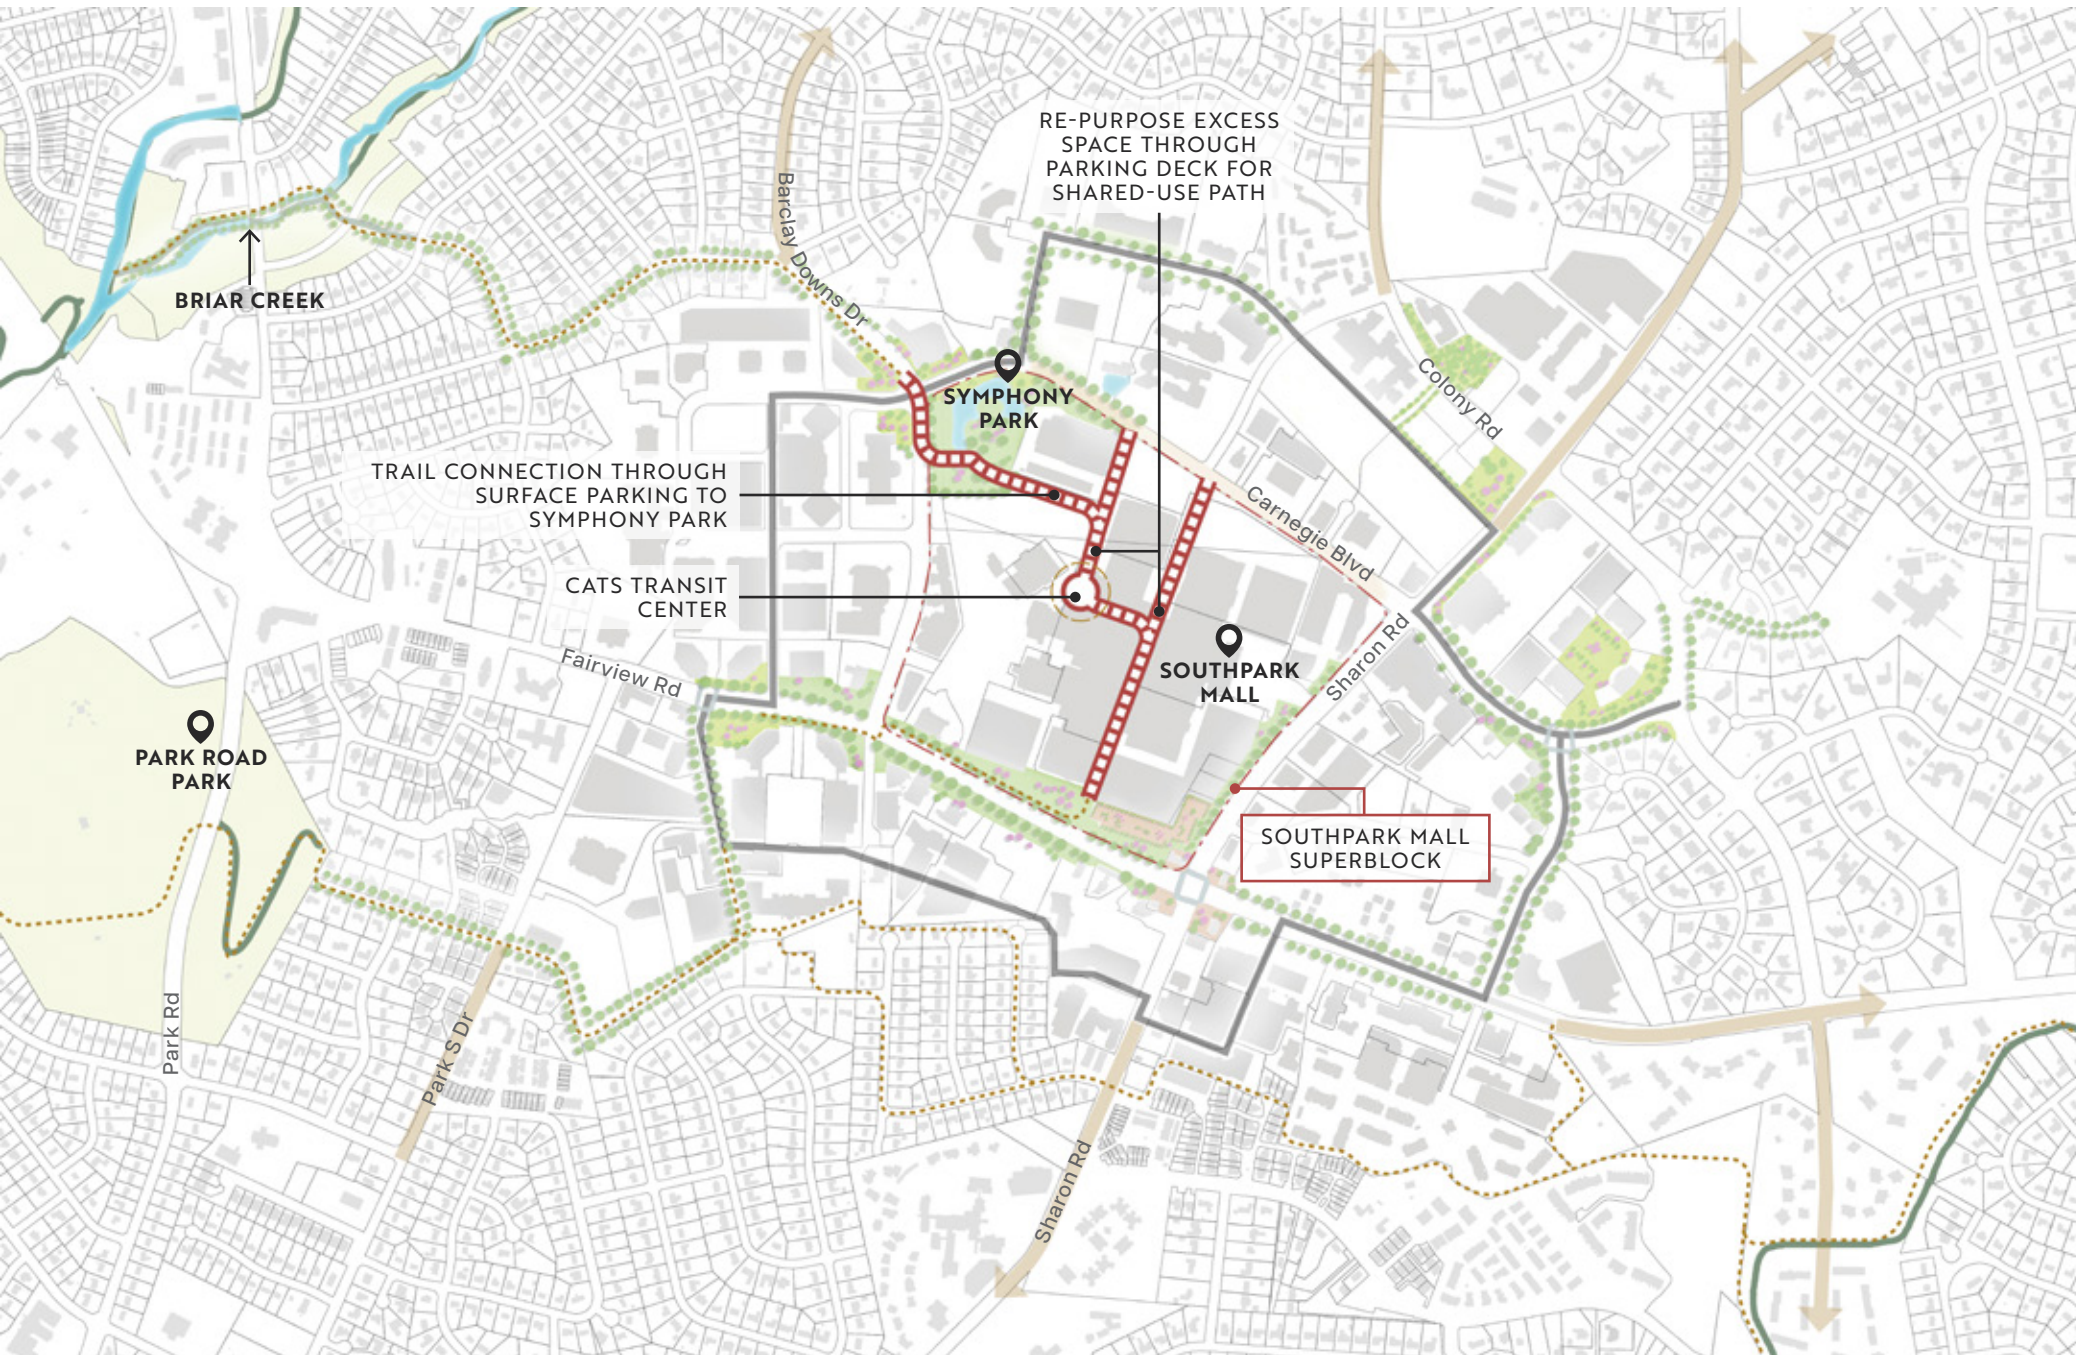 RE-PURPOSE EXCESS
SPACE THROUGH
PARKING DECK FOR
SHARED-USE PATH
Barclay Downs Dr
BRIAR CREEK
SYMPHONY
PARK
Colony Rd
TRAIL CONNECTION THROUGH
SURFACE PARKING TO
SYMPHONY PARK
Carnegie Blvd
CATS TRANSIT
CENTER
Fairview Rd
SOUTHPARK
MALL
Sharon Rd
PARK ROAD
PARK
SOUTHPARK MALL
SUPERBLOCK
Park Rd
Park S Dr
Sharon Rd